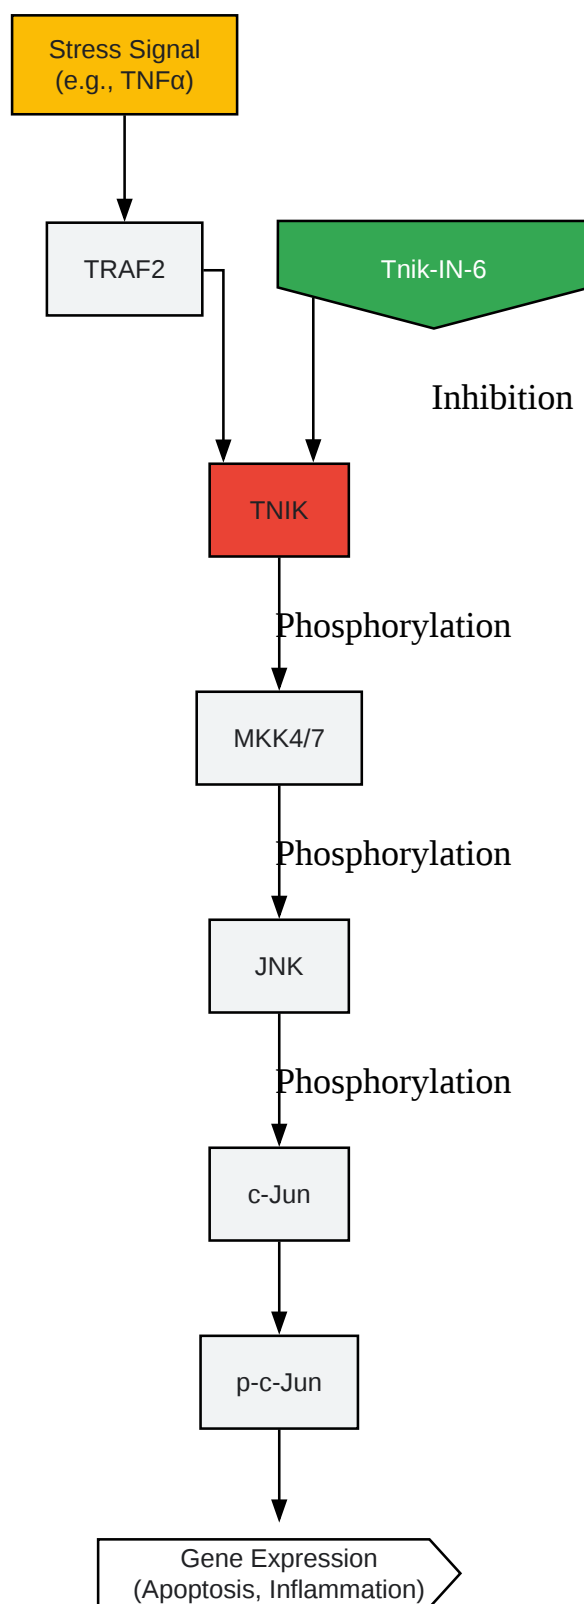 Stress Signal
(e.g., TNFα)
TRAF2
Tnik-IN-6
Inhibition
TNIK
Phosphorylation
MKK4/7
Phosphorylation
JNK
Phosphorylation
c-Jun
p-c-Jun
Gene Expression
(Apoptosis, Inflammation)